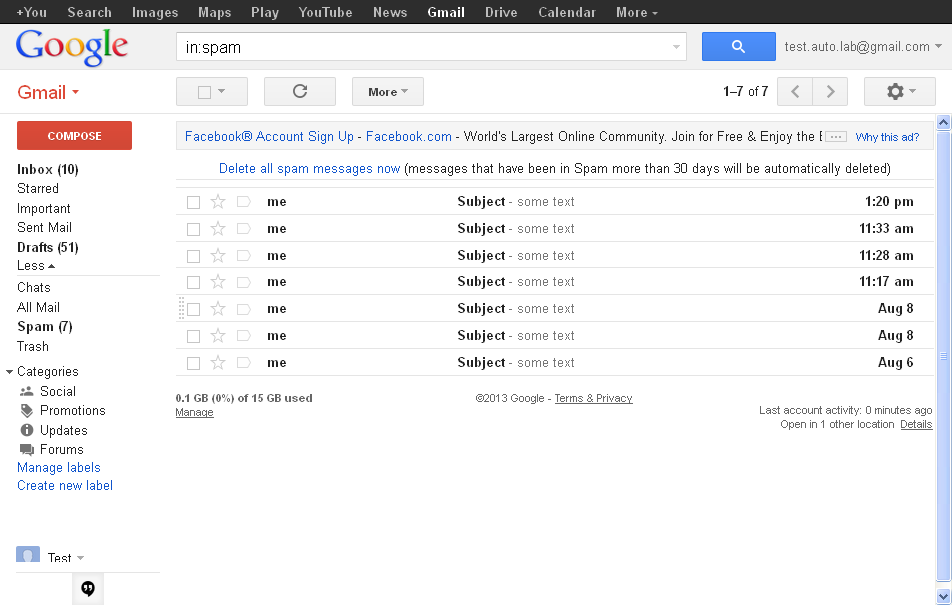 +You Search Images Maps Play YouTube News Gmail Drive Calendar More
Google
in:spam
test.auto.lab@gmail.com
Gmail
More
1–7 of 7
COMPOSE
Inbox (10)
Starred
Important
Sent Mail
Drafts (51)
Less
Chats
All Mail
Spam (7)
Trash
Categories
Social
Promotions
Updates
Forums
Manage labels
Create new label
Test
Facebook® Account Sign Up - Facebook.com - World's Largest Online Community. Join for Free & Enjoy the Why this ad?
Delete all spam messages now (messages that have been in Spam more than 30 days will be automatically deleted)
me Subject - some text 1:20 pm
me Subject - some text 11:33 am
me Subject - some text 11:28 am
me Subject - some text 11:17 am
me Subject - some text Aug 8
me Subject - some text Aug 8
me Subject - some text Aug 6
0.1 GB (0%) of 15 GB used
Manage
©2013 Google - Terms & Privacy
Last account activity: 0 minutes ago
Open in 1 other location Details